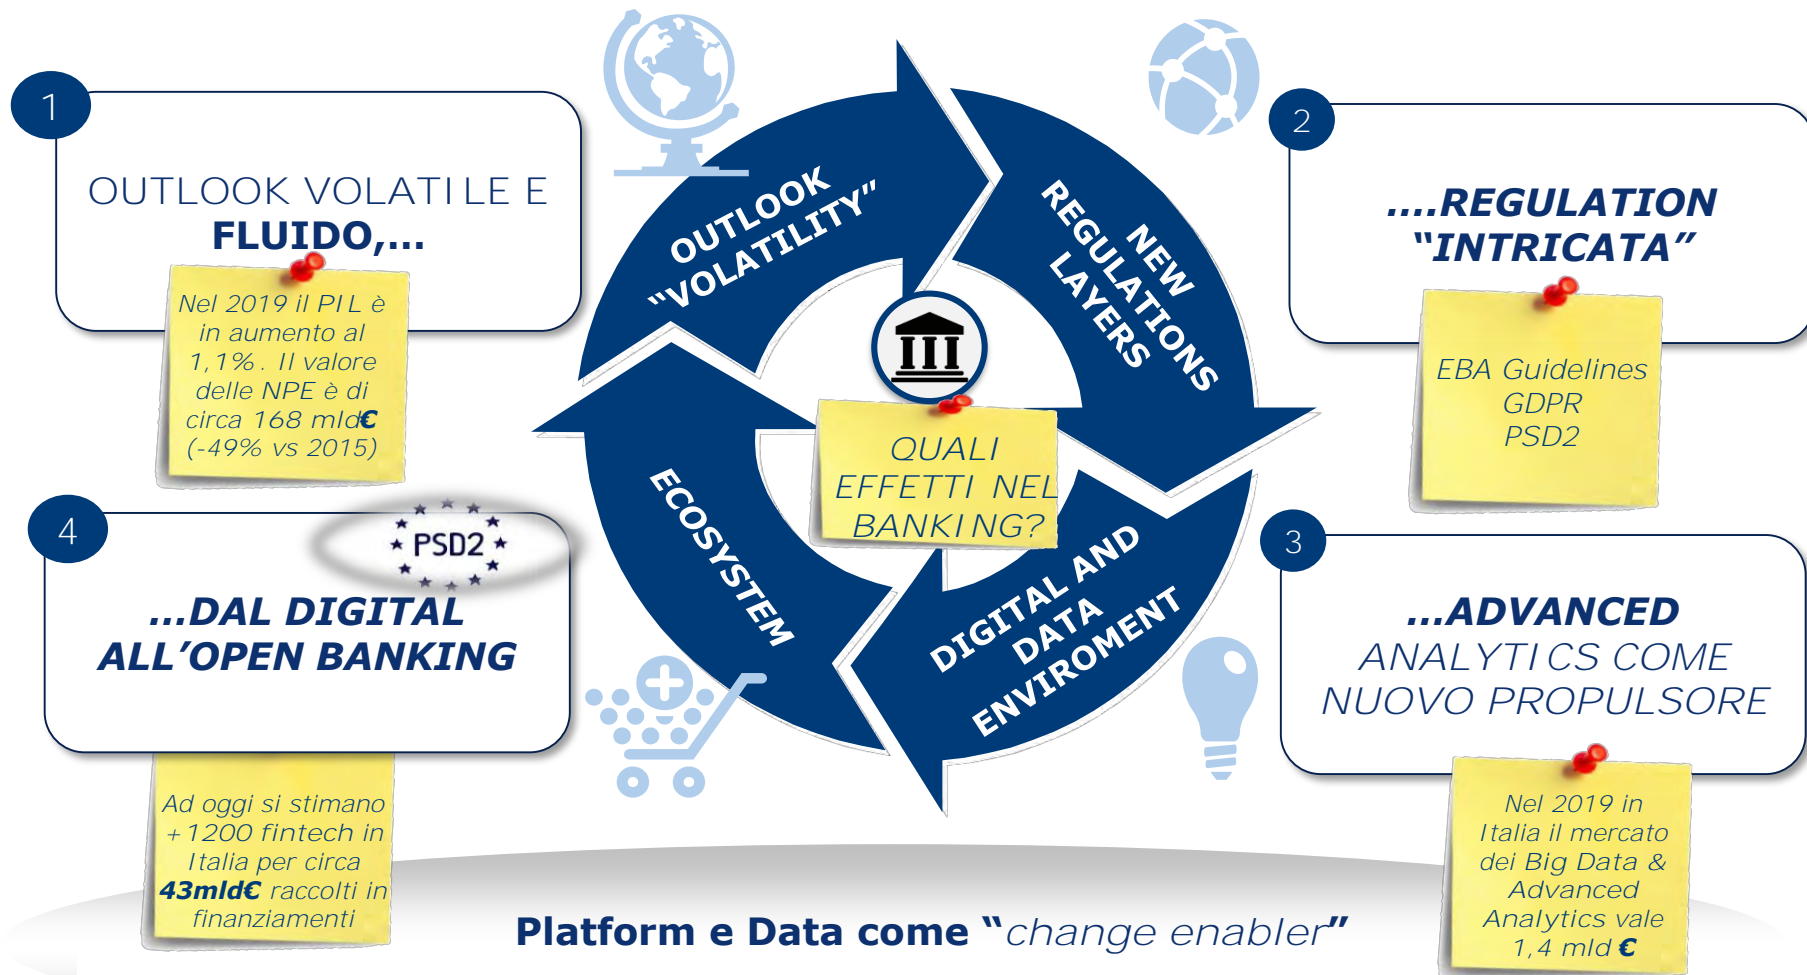 1
OUTLOOK VOLATILE E
FLUIDO,...
Nel 2019 il PIL è
in aumento al
1,1%. Il valore
delle NPE è di
circa 168 mld€
(-49% vs 2015)
2
....REGULATION
“INTRICATA”
EBA Guidelines
GDPR
PSD2
OUTLOOK
“VOLATILITY”
NEW
REGULATIONS
LAYERS
DIGITAL AND
DATA
ENVIROMENT
ECOSYSTEM
QUALI
EFFETTI NEL
BANKING?
3
...ADVANCED
ANALYTICS COME
NUOVO PROPULSORE
Nel 2019 in
Italia il mercato
dei Big Data &
Advanced
Analytics vale
1,4 mld €
4
PSD2
...DAL DIGITAL
ALL’OPEN BANKING
Ad oggi si stimano
+1200 fintech in
Italia per circa
43mld€ raccolti in
finanziamenti
Platform e Data come “change enabler”